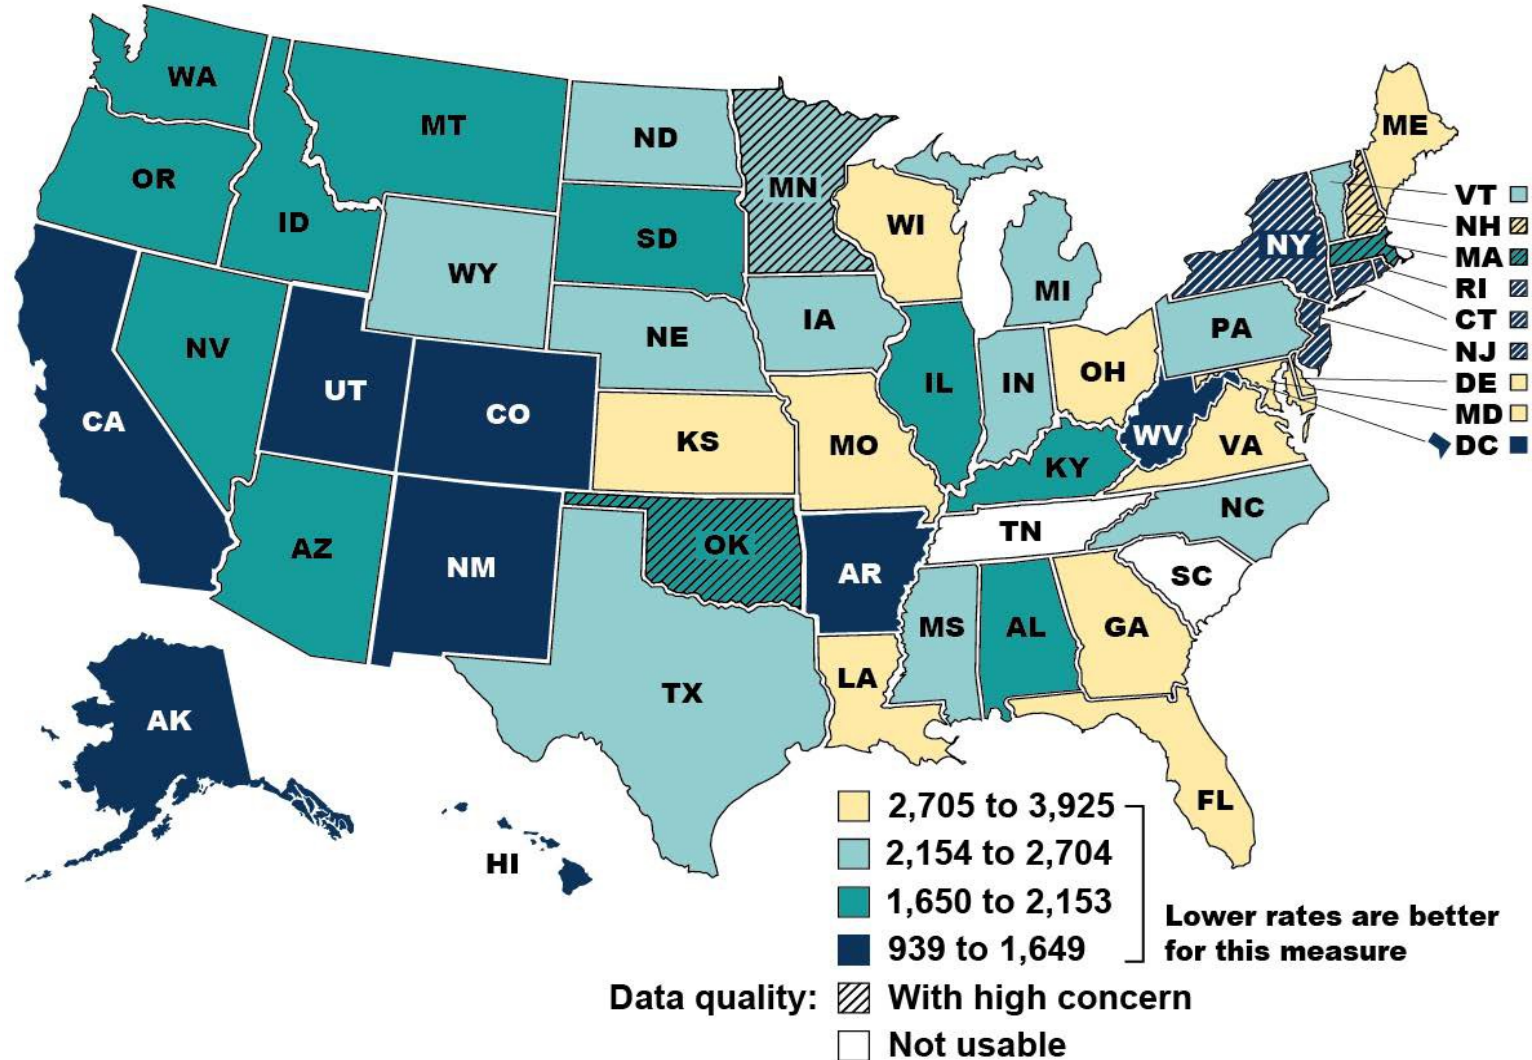 WA
MT
ND
ME
OR
MN
VT
ID
WI
NH
SD
NY
MA
WY
RI
MI
CT
IA
PA
NE
NV
NJ
UT
IL
IN
OH
DE
CO
MD
CA
WV
KS
MO
VA
DC
KY
NC
TN
OK
AZ
NM
AR
SC
MS
AL
GA
LA
TX
AK
FL
HI
2,705 to 3,925
2,154 to 2,704
1,650 to 2,153
939 to 1,649
Lower rates are better
for this measure
Data quality: With high concern
Not usable